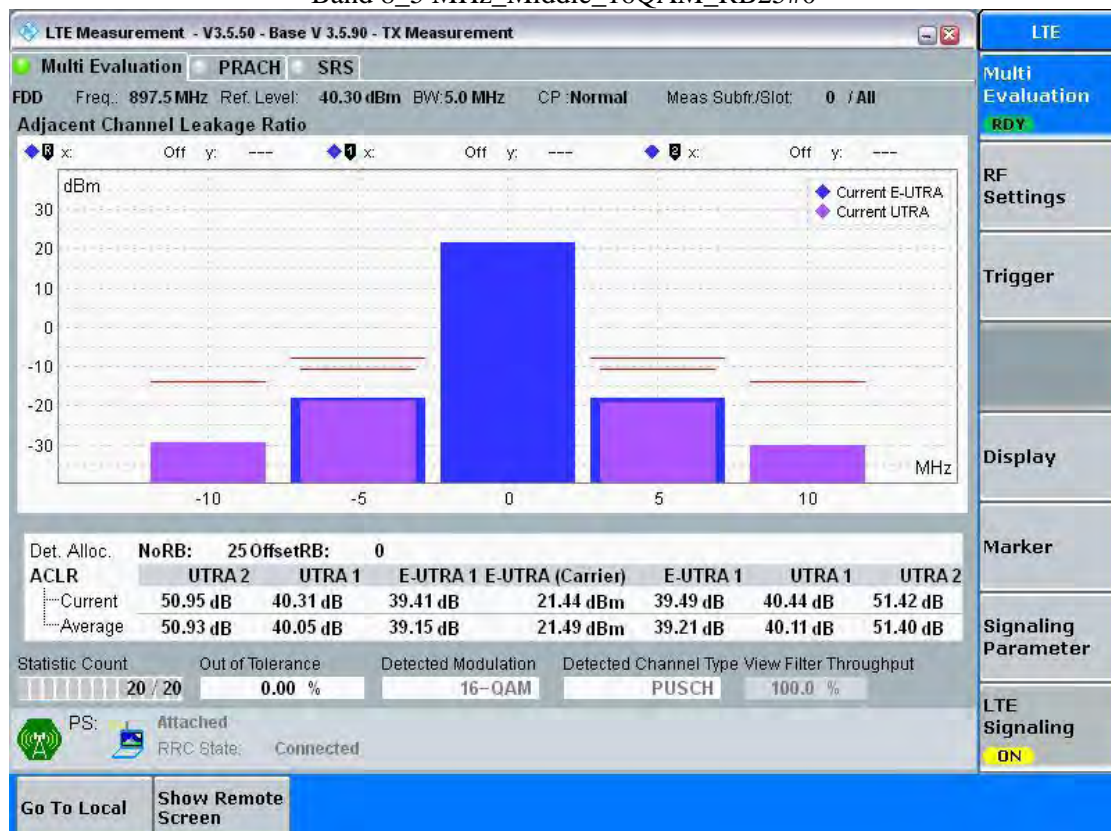 LTE Measurement - V3.5.50 - Base V 3.5.90 - TX Measurement
LTE
Multi Evaluation PRACH SRS
Multi
Evaluation
RDY
FDD Freq.: 897.5 MHz Ref. Level: 40.30 dBm BW: 5.0 MHz CP :Normal Meas Subfr./Slot: 0 / All
Adjacent Channel Leakage Ratio
R x: Off y: --- 1 x: Off y: --- 2 x: Off y: ---
dBm
Current E-UTRA
Current UTRA
30
20
10
0
-10
-20
-30
MHz
-10 -5 0 5 10
RF
Settings
Trigger
Display
Marker
Signaling
Parameter
LTE
Signaling
ON
Det. Alloc. NoRB: 25 OffsetRB: 0
ACLR UTRA 2 UTRA 1 E-UTRA 1 E-UTRA (Carrier) E-UTRA 1 UTRA 1 UTRA 2
Current 50.95 dB 40.31 dB 39.41 dB 21.44 dBm 39.49 dB 40.44 dB 51.42 dB
Average 50.93 dB 40.05 dB 39.15 dB 21.49 dBm 39.21 dB 40.11 dB 51.40 dB
Statistic Count Out of Tolerance Detected Modulation Detected Channel Type View Filter Throughput
20 / 20 0.00 % 16-QAM PUSCH 100.0 %
PS: Attached
RRC State: Connected
Go To Local
Show Remote
Screen